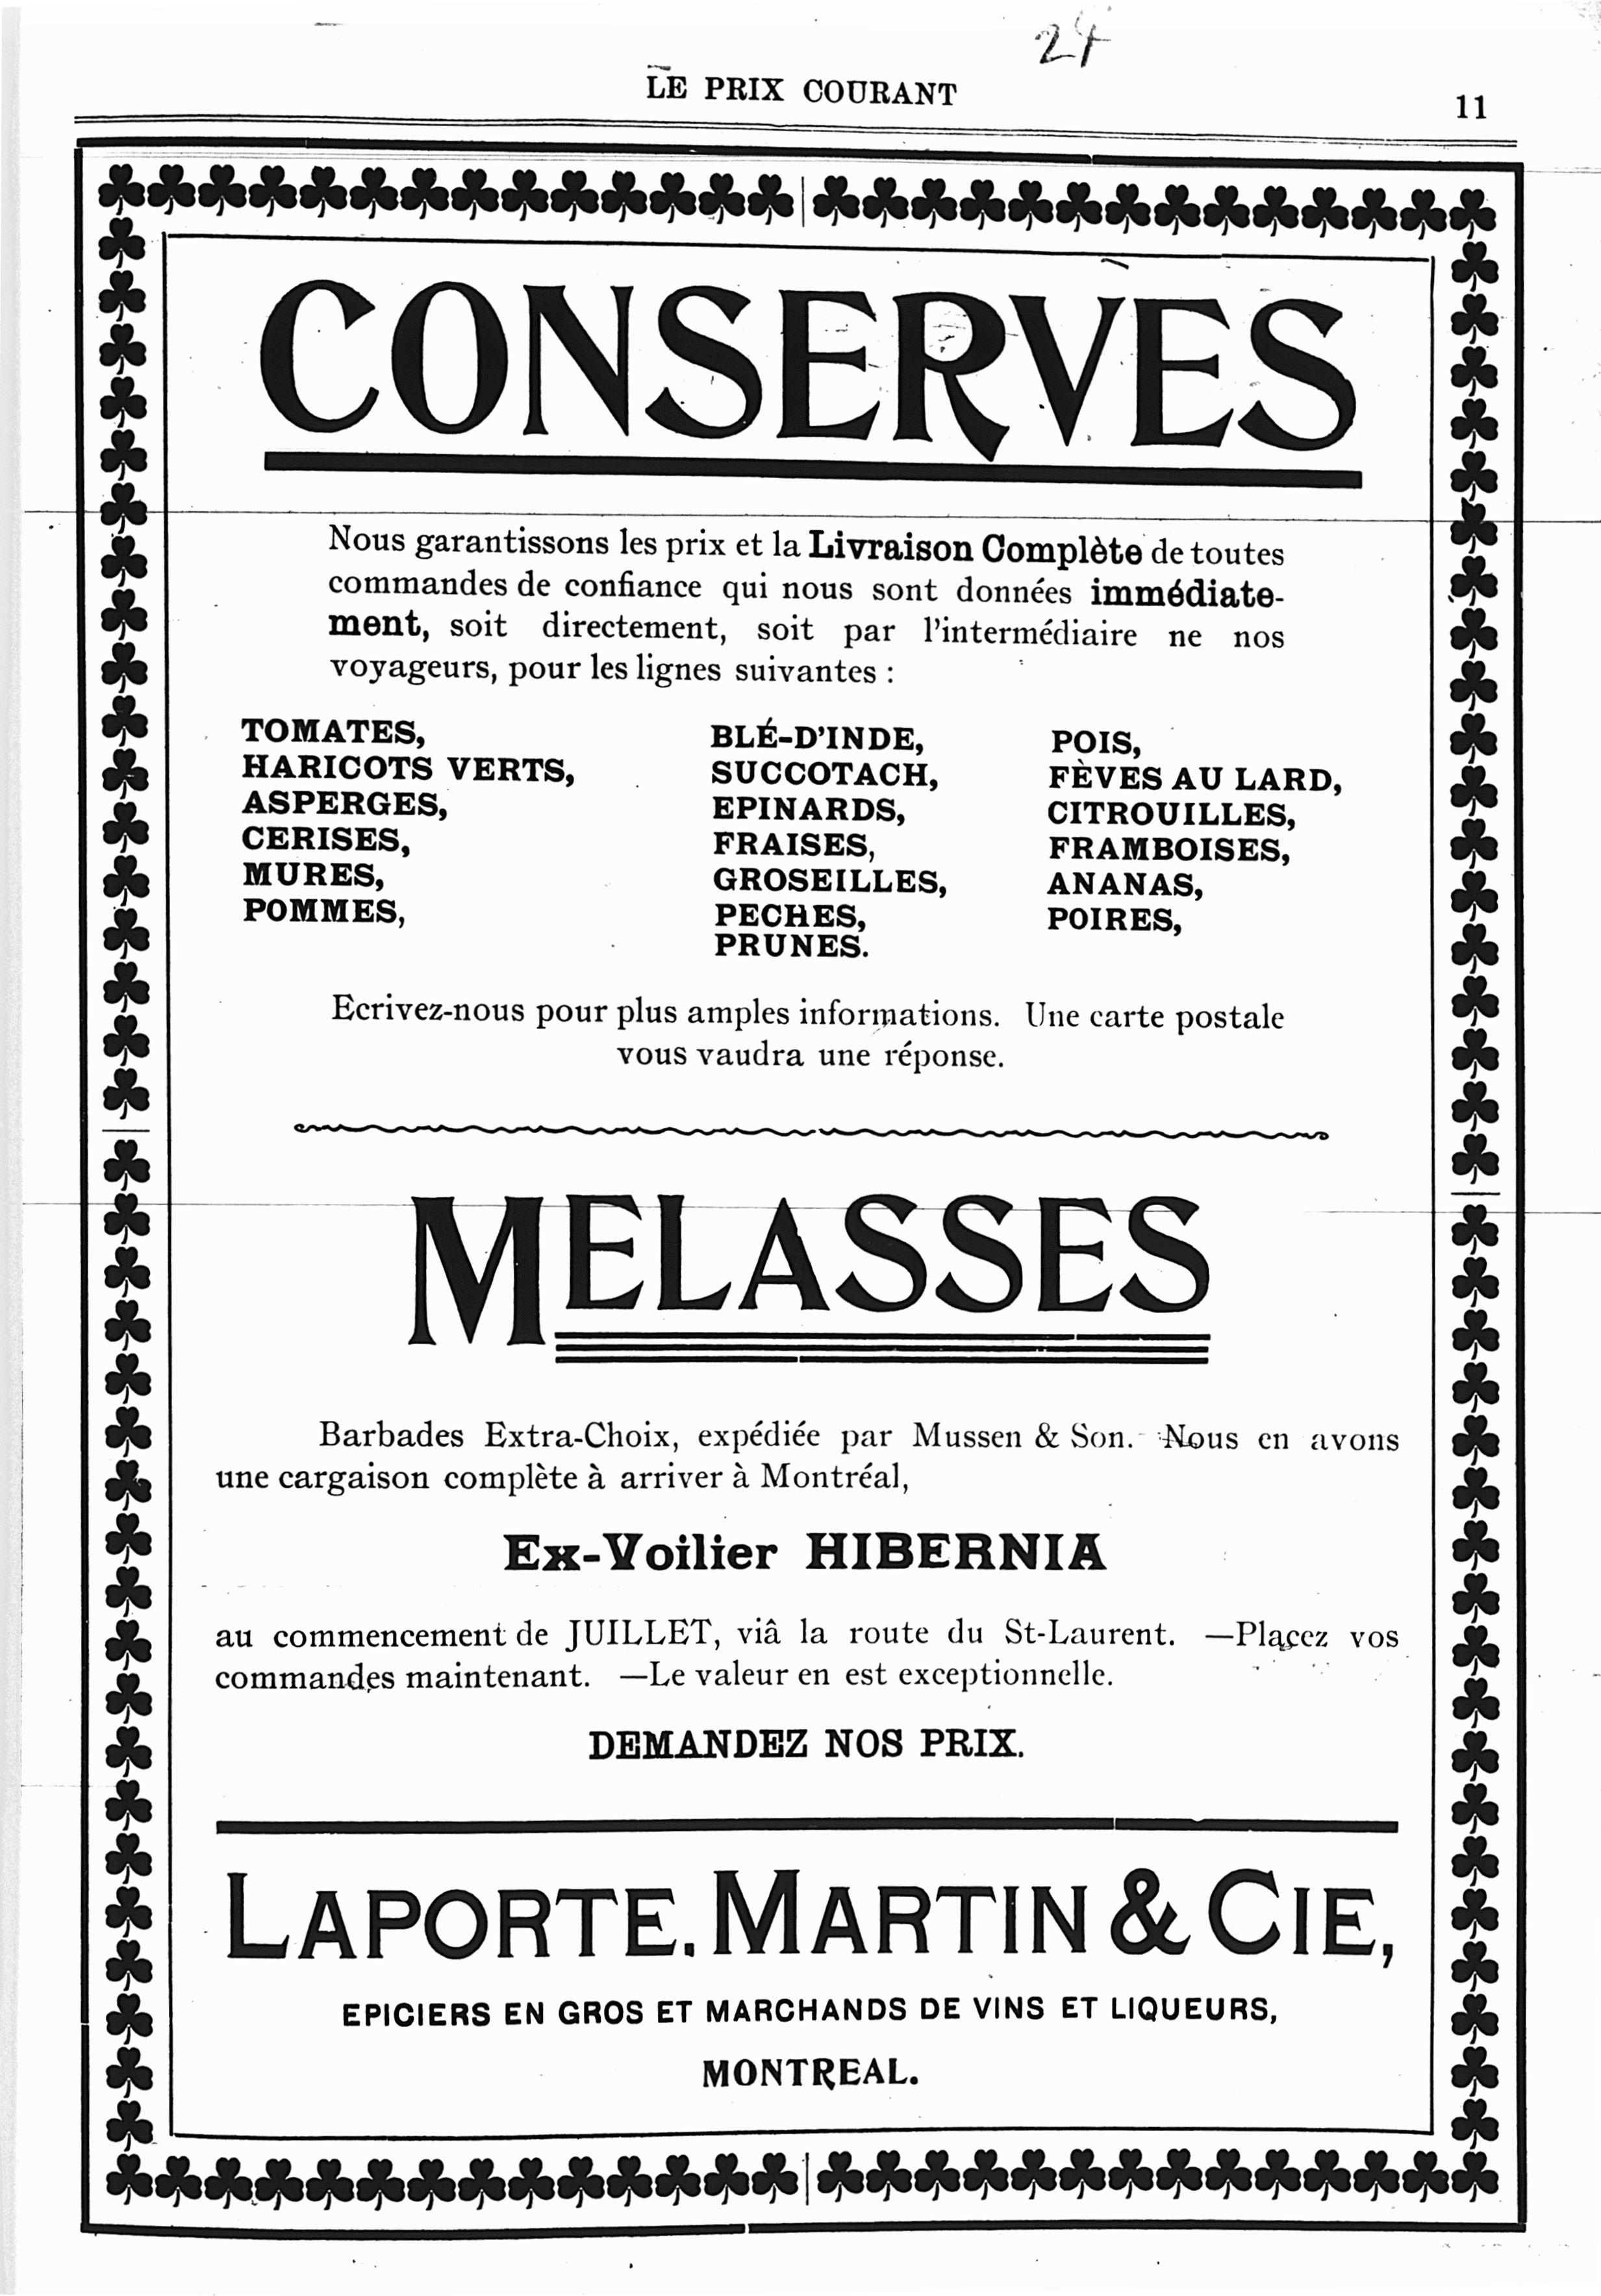 24
LE PRIX COURANT
11
CONSERVES
Nous garantissons les prix et la Livraison Complète de toutes
commandes de confiance qui nous sont données immédiate-
ment, soit directement, soit par l'intermédiaire ne nos
voyageurs, pour les lignes suivantes :
TOMATES, BLÉ-D'INDE, POIS,
HARICOTS VERTS, SUCCOTACH, FÈVES AU LARD,
ASPERGES, EPINARDS, CITROUILLES,
CERISES, FRAISES, FRAMBOISES,
MURES, GROSEILLES, ANANAS,
POMMES, PECHES, POIRES,
PRUNES.
Ecrivez-nous pour plus amples informations. Une carte postale
vous vaudra une réponse.
MELASSES
Barbades Extra-Choix, expédiée par Mussen & Son. Nous en avons
une cargaison complète à arriver à Montréal,
Ex-Voilier HIBERNIA
au commencement de JUILLET, viâ la route du St-Laurent. —Placez vos
commandes maintenant. —Le valeur en est exceptionnelle.
DEMANDEZ NOS PRIX.
LAPORTE, MARTIN & CIE,
EPICIERS EN GROS ET MARCHANDS DE VINS ET LIQUEURS,
MONTREAL.